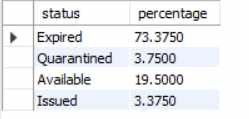 status percentage
Expired 73.3750
Quarantined 3.7500
Available 19.5000
Issued 3.3750